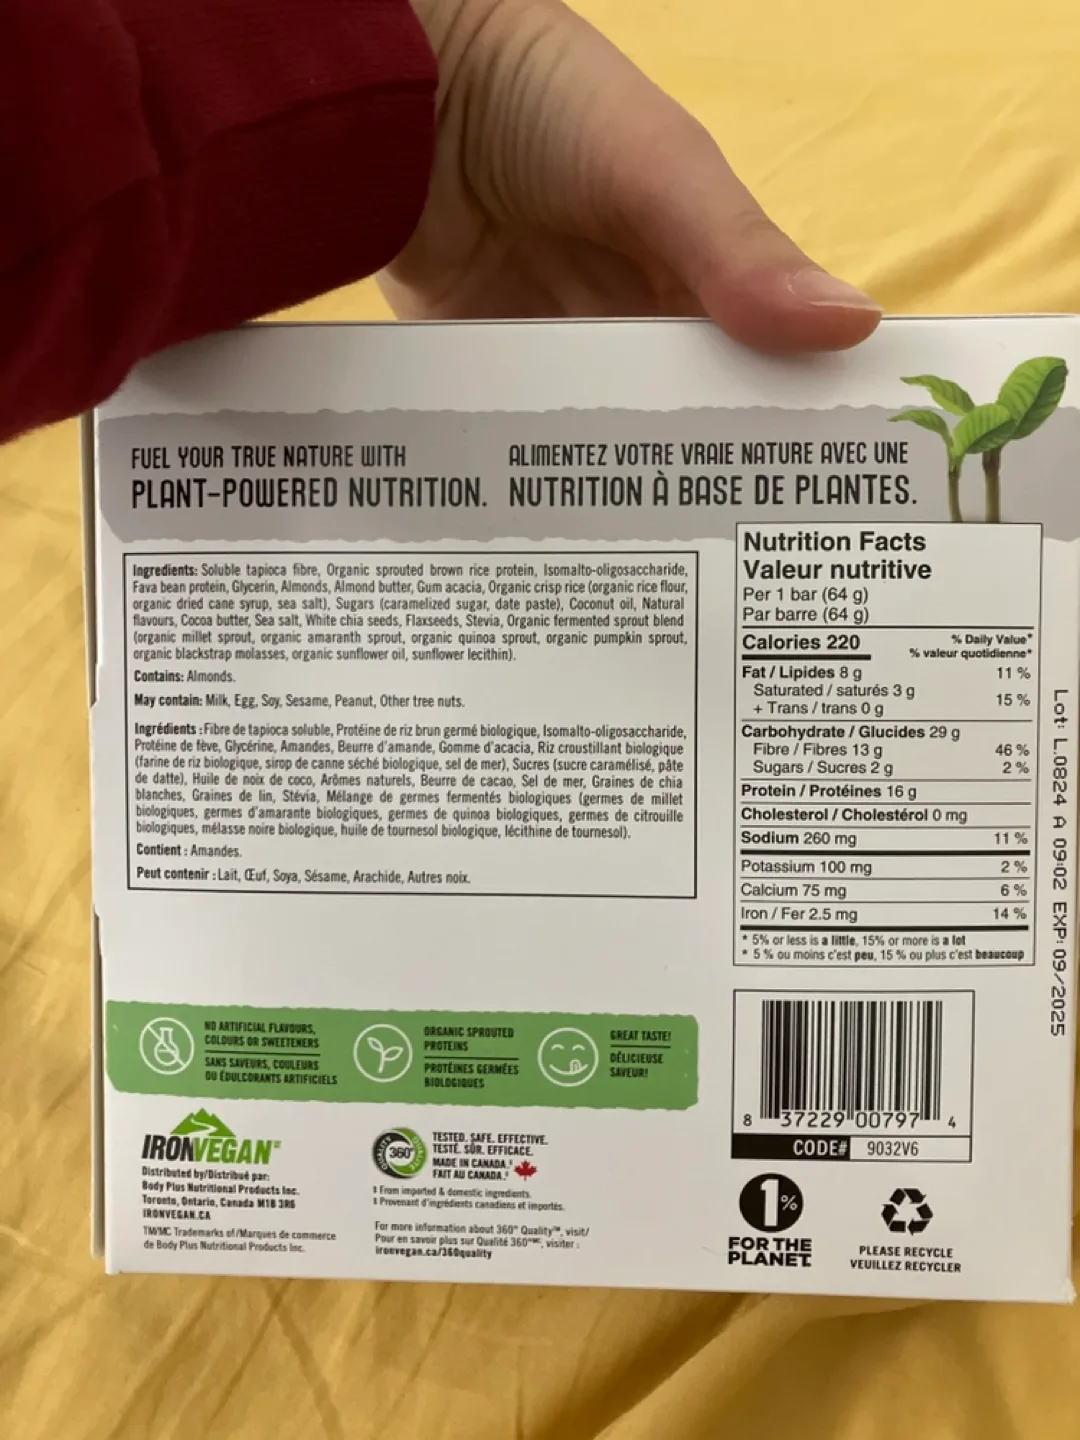 FUEL YOUR TRUE NATURE WITH
PLANT-POWERED NUTRITION.
ALIMENTEZ VOTRE VRAIE NATURE AVEC UNE
NUTRITION À BASE DE PLANTES.
Ingredients: Soluble tapioca fibre, Organic sprouted brown rice protein, Isomalto-oligosaccharide,
Fava bean protein, Glycerin, Almonds, Almond butter, Gum acacia, Organic crisp rice (organic rice flour,
organic dried cane syrup, sea salt), Sugars (caramelized sugar, date paste), Coconut oil, Natural
flavours, Cocoa butter, Sea salt, White chia seeds, Flaxseeds, Stevia, Organic fermented sprout blend
(organic millet sprout, organic amaranth sprout, organic quinoa sprout, organic pumpkin sprout,
organic blackstrap molasses, organic sunflower oil, sunflower lecithin).
Contains: Almonds.
May contain: Milk, Egg, Soy, Sesame, Peanut, Other tree nuts.
Ingrédients : Fibre de tapioca soluble, Protéine de riz brun germé biologique, Isomalto-oligosaccharide,
Protéine de fève, Glycérine, Amandes, Beurre d'amande, Gomme d'acacia, Riz croustillant biologique
(farine de riz biologique, sirop de canne séché biologique, sel de mer), Sucres (sucre caramélisé, pâte
de datte), Huile de noix de coco, Arômes naturels, Beurre de cacao, Sel de mer, Graines de chia
blanches, Graines de lin, Stévia, Mélange de germes fermentés biologiques (germes de millet
biologiques, germes d'amarante biologiques, germes de quinoa biologiques, germes de citrouille
biologiques, mélasse noire biologique, huile de tournesol biologique, lécithine de tournesol).
Contient : Amandes.
Peut contenir : Lait, Œuf, Soya, Sésame, Arachide, Autres noix.
Nutrition Facts
Valeur nutritive
Per 1 bar (64 g)
Par barre (64 g)
Calories 220
% Daily Value*
% valeur quotidienne*
Fat / Lipides 8 g 11 %
Saturated / saturés 3 g
+ Trans / trans 0 g 15 %
Carbohydrate / Glucides 29 g
Fibre / Fibres 13 g 46 %
Sugars / Sucres 2 g 2 %
Protein / Protéines 16 g
Cholesterol / Cholestérol 0 mg
Sodium 260 mg 11 %
Potassium 100 mg 2 %
Calcium 75 mg 6 %
Iron / Fer 2.5 mg 14 %
* 5% or less is a little, 15% or more is a lot
* 5 % ou moins c'est peu, 15 % ou plus c'est beaucoup
Lot: L.0824 A 09:02 EXP: 09/2025
NO ARTIFICIAL FLAVOURS,
COLOURS OR SWEETENERS
SANS SAVEURS, COULEURS
OU ÉDULCORANTS ARTIFICIELS
ORGANIC SPROUTED
PROTEINS
PROTÉINES GERMÉES
BIOLOGIQUES
GREAT TASTE!
DÉLICIEUSE
SAVEUR!
IRONVEGAN
Distributed by/Distribué par:
Body Plus Nutritional Products Inc.
Toronto, Ontario, Canada M1B 3R6
IRONVEGAN.CA
TM/MC Trademarks of/Marques de commerce
de Body Plus Nutritional Products Inc.
QUALITY
360°
QUALITÉ
TESTED. SAFE. EFFECTIVE.
TESTÉ. SÛR. EFFICACE.
MADE IN CANADA.‡
FAIT AU CANADA.‡
‡ From imported & domestic ingredients.
‡ Provenant d'ingrédients canadiens et importés.
For more information about 360° Quality™, visit/
Pour en savoir plus sur Qualité 360°ᴹᶜ, visiter :
ironvegan.ca/360quality
8 37229 00797 4
CODE# 9032V6
1%
FOR THE
PLANET
PLEASE RECYCLE
VEUILLEZ RECYCLER